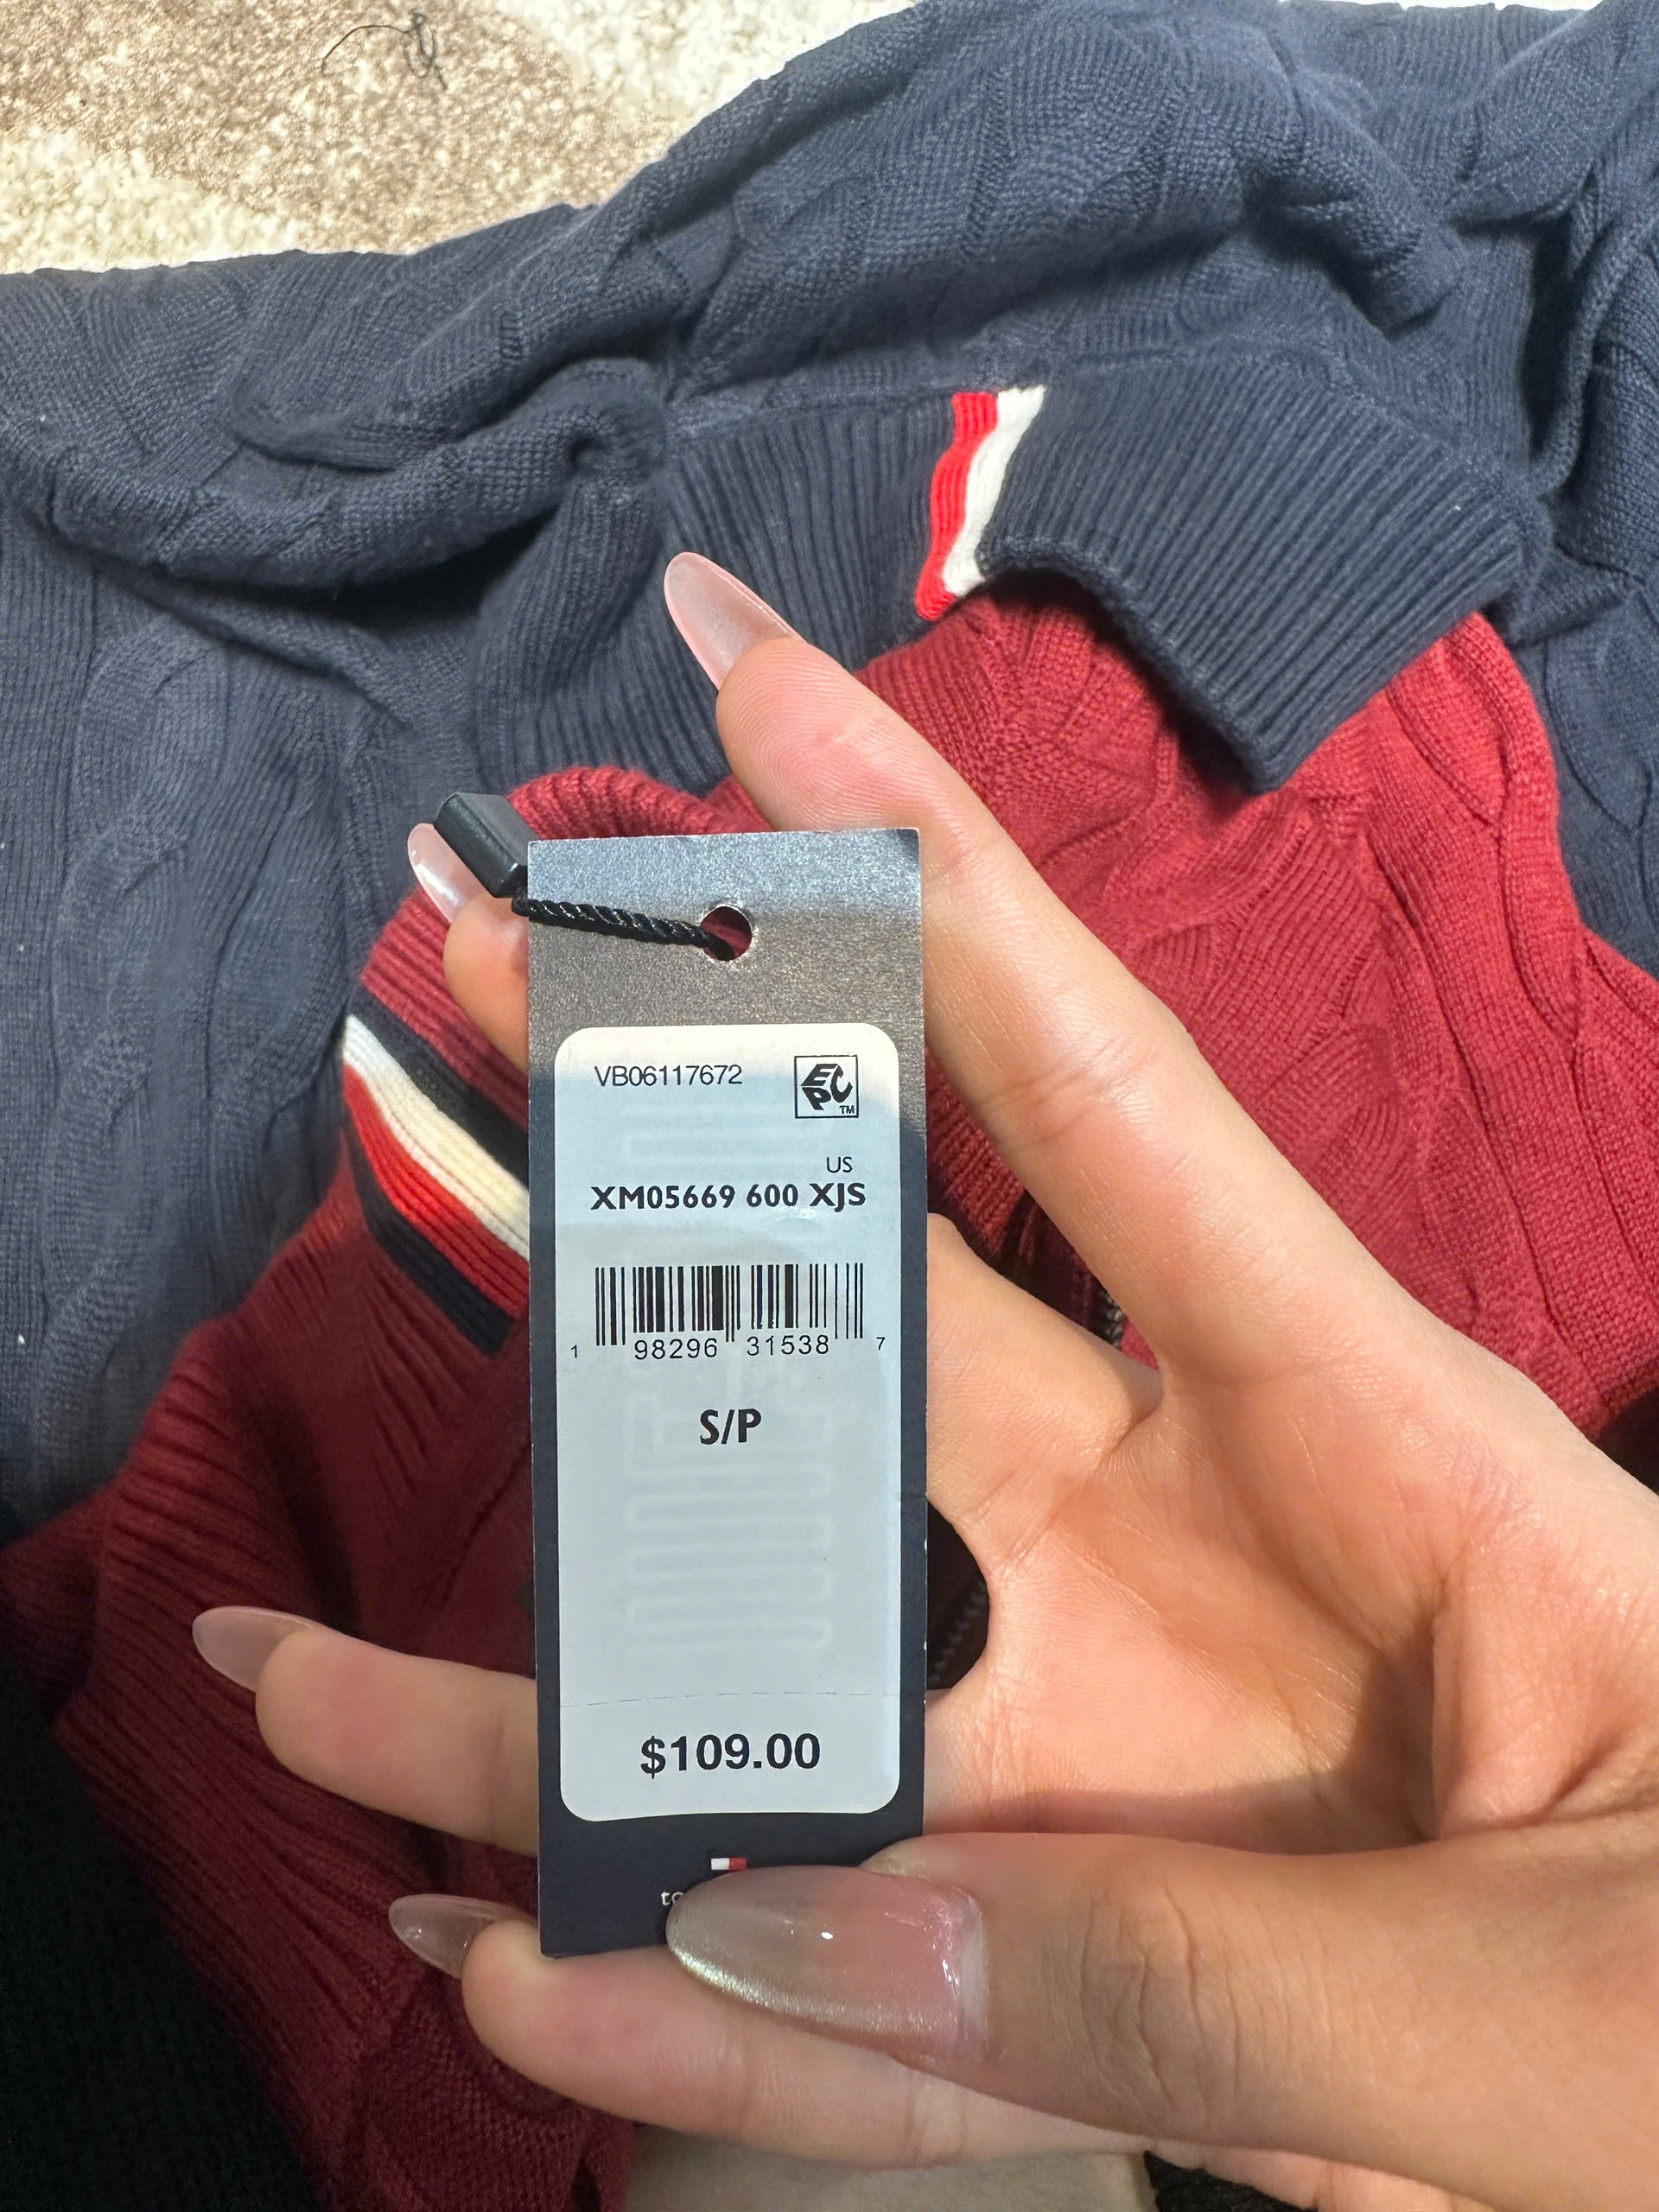 VB06117672
EPC TM
US
XM05669 600 XJS
1 98296 31538 7
S/P
$109.00